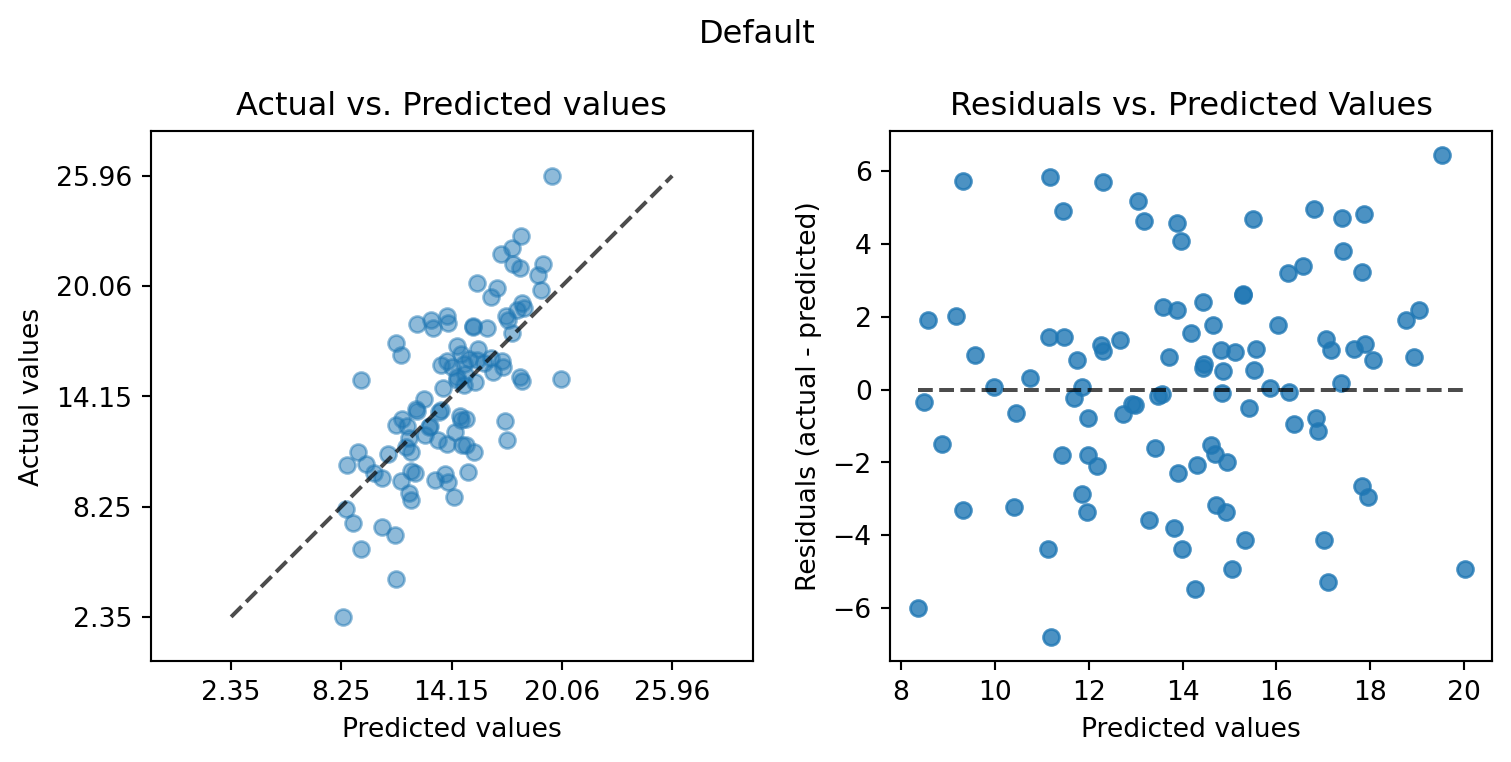 Default
Actual vs. Predicted values
Residuals vs. Predicted Values
Actual values
25.96
20.06
14.15
8.25
2.35
2.35 8.25 14.15 20.06 25.96
Predicted values
Residuals (actual - predicted)
6
4
2
0
−2
−4
−6
8 10 12 14 16 18 20
Predicted values